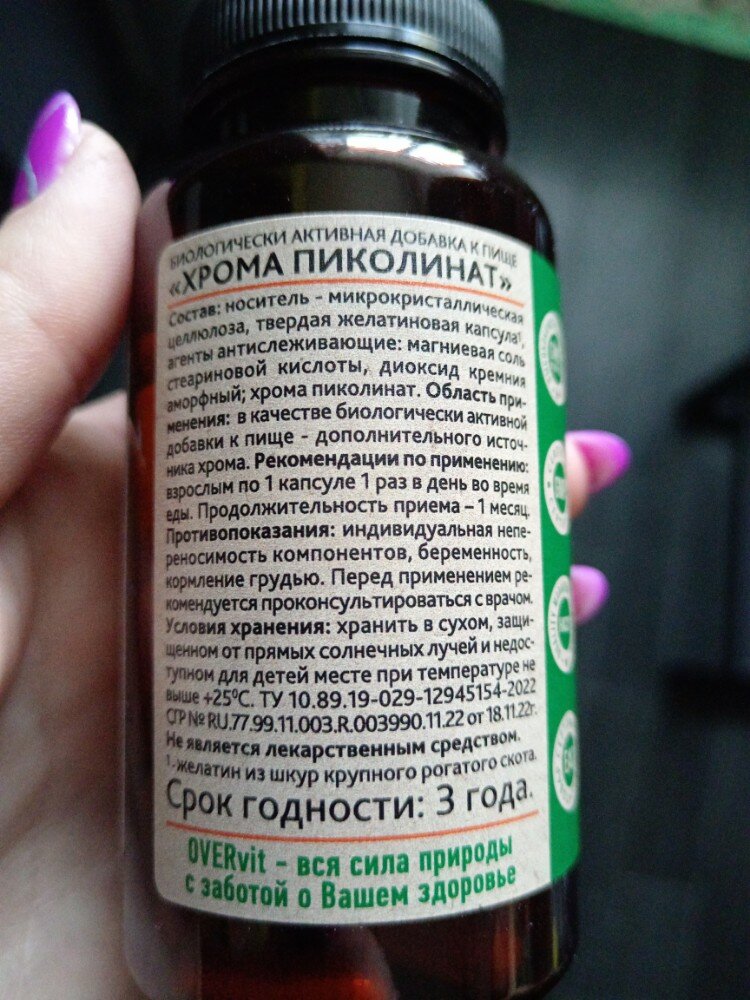 БИОЛОГИЧЕСКИ АКТИВНАЯ ДОБАВКА К ПИЩЕ
«ХРОМА ПИКОЛИНАТ»
Состав: носитель - микрокристаллическая
целлюлоза, твердая желатиновая капсула¹,
агенты антислеживающие: магниевая соль
стеариновой кислоты, диоксид кремния
аморфный; хрома пиколинат. Область при-
менения: в качестве биологически активной
добавки к пище - дополнительного источ-
ника хрома. Рекомендации по применению:
взрослым по 1 капсуле 1 раз в день во время
еды. Продолжительность приема – 1 месяц.
Противопоказания: индивидуальная непе-
реносимость компонентов, беременность,
кормление грудью. Перед применением ре-
комендуется проконсультироваться с врачом.
Условия хранения: хранить в сухом, защи-
щенном от прямых солнечных лучей и недос-
тупном для детей месте при температуре не
выше +25⁰С. ТУ 10.89.19-029-12945154-2022
СГР № RU.77.99.11.003.R.003990.11.22 от 18.11.22г.
Не является лекарственным средством.
¹-желатин из шкур крупного рогатого скота.
Срок годности: 3 года.
OVERvit - вся сила природы
с заботой о Вашем здоровье